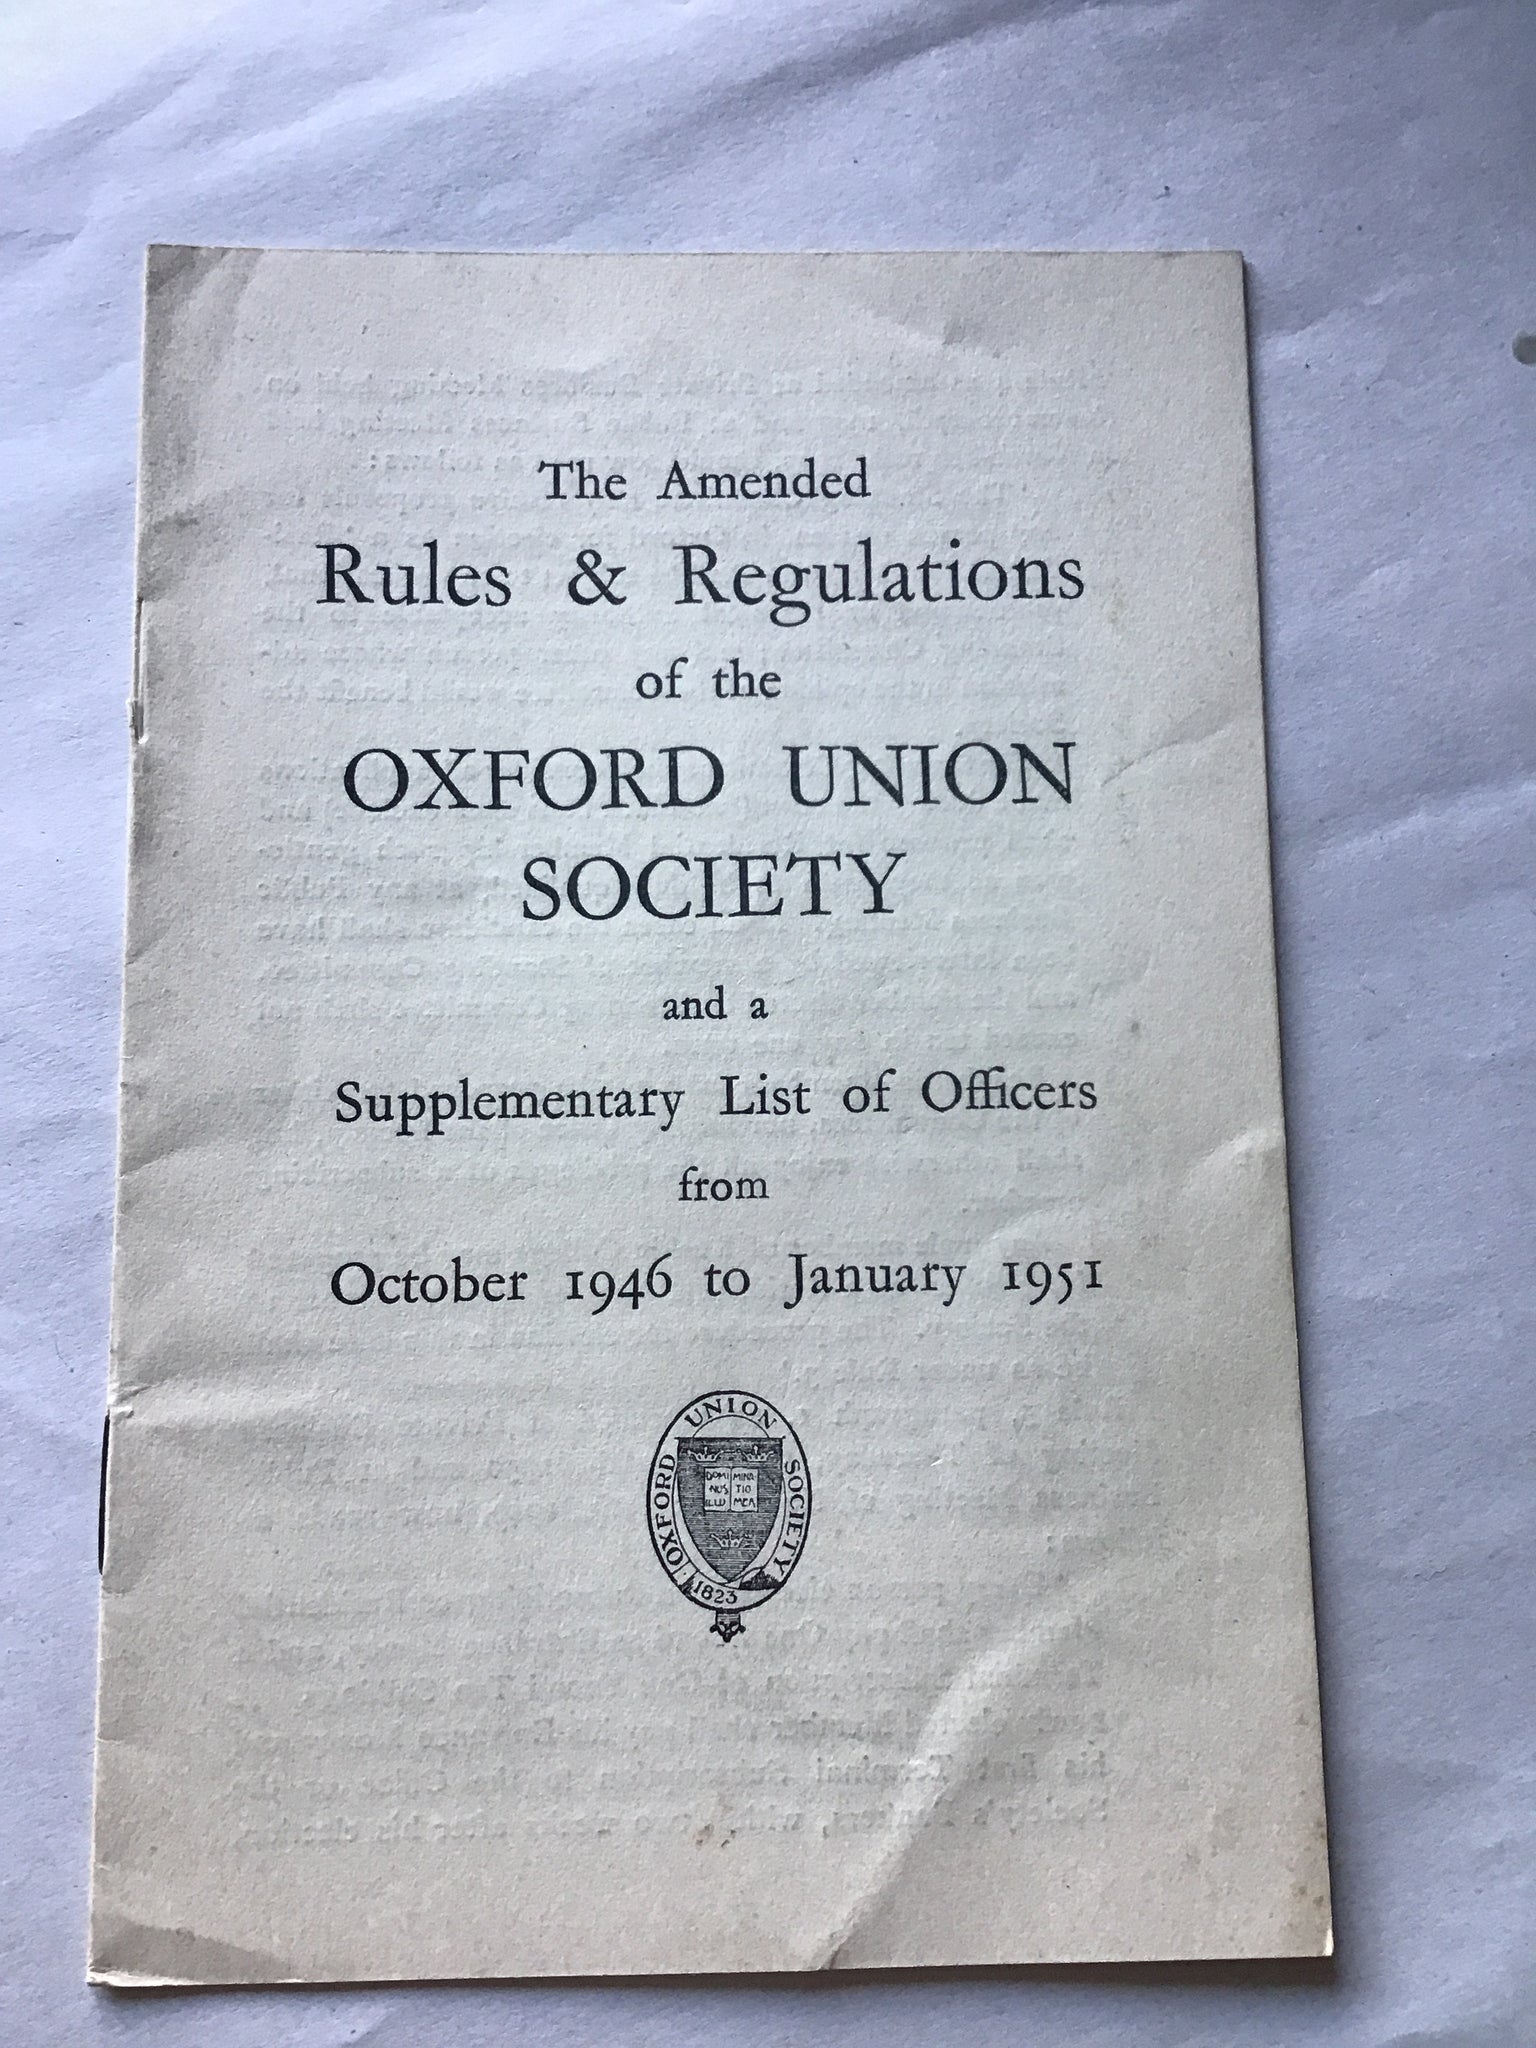 The Amended
Rules & Regulations
of the
OXFORD UNION
SOCIETY
and a
Supplementary List of Officers
from
October 1946 to January 1951
OXFORD UNION SOCIETY
1823
DOMI MINA
NUS TIO
ILLU MEA